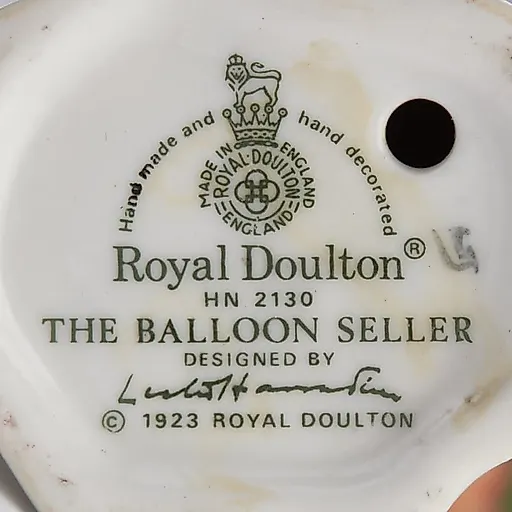 Hand made and hand decorated
MADE IN ENGLAND
ROYAL·DOULTON
ENGLAND
Royal Doulton®
HN 2130
THE BALLOON SELLER
DESIGNED BY
© 1923 ROYAL DOULTON